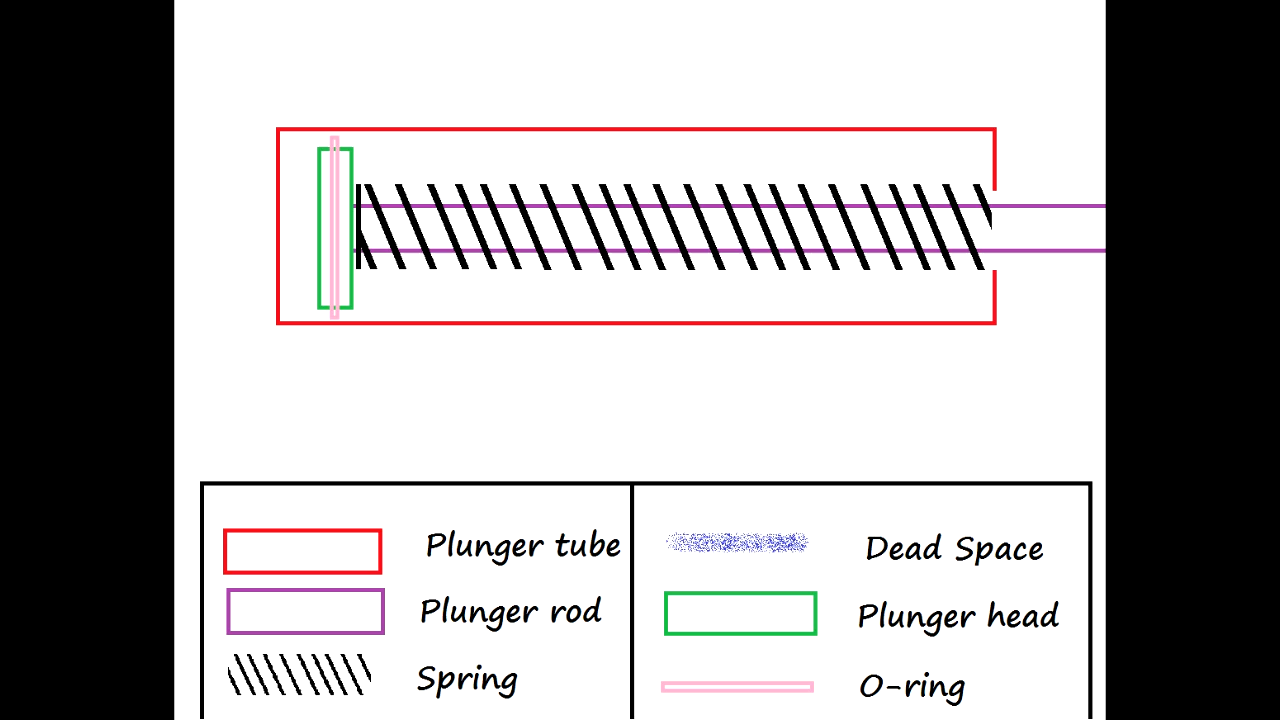 Plunger tube
Dead Space
Plunger rod
Plunger head
Spring
O-ring